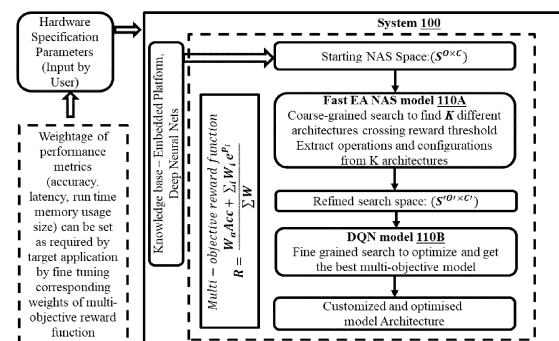 Hardware
Specification
Parameters
(Input by
User)
Weightage of
performance
metrics
(accuracy.
latency, run time
memory usage
size) can be set
as required by
target application
by fine tuning
corresponding
weights of multi-
objective reward
function
System 100
Knowledge base – Embedded Platform,
Deep Neural Nets
Multi – objective reward function
R = W_a Acc + ∑_i W_i e^{P_i} / ∑ W
Starting NAS Space:(S^{O×C})
Fast EA NAS model 110A
Coarse-grained search to find K different
architectures crossing reward threshold
Extract operations and configurations
from K architectures
Refined search space: (S'^{O'×C'})
DQN model 110B
Fine grained search to optimize and get
the best multi-objective model
Customized and optimised
model Architecture